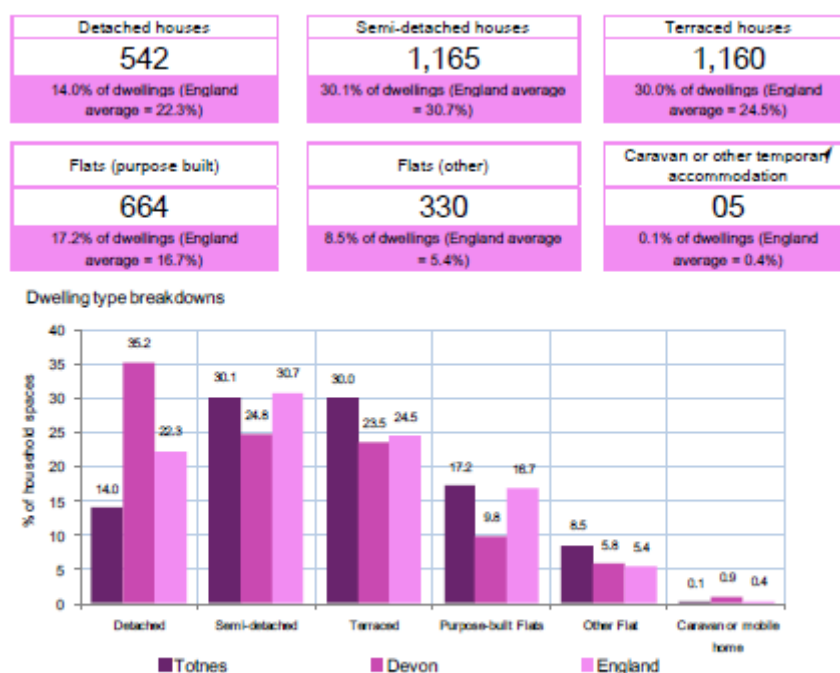 Detached houses
542
14.0% of dwellings (England
average = 22.3%)
Semi-detached houses
1,165
30.1% of dwellings (England average
= 30.7%)
Terraced houses
1,160
30.0% of dwellings (England
average = 24.5%)
Flats (purpose built)
664
17.2% of dwellings (England
average = 16.7%)
Flats (other)
330
8.5% of dwellings (England average
= 5.4%)
Caravan or other temporary
accommodation
05
0.1% of dwellings (England
average = 0.4%)
Dwelling type breakdowns
% of household spaces
40
35
30
25
20
15
10
5
0
14.0
35.2
22.3
30.1
24.8
30.7
30.0
23.5
24.5
17.2
9.8
16.7
8.5
5.8
5.4
0.1
0.9
0.4
Detached
Semi-detached
Terraced
Purpose-built Flats
Other Flat
Caravan or mobile
home
Totnes
Devon
England